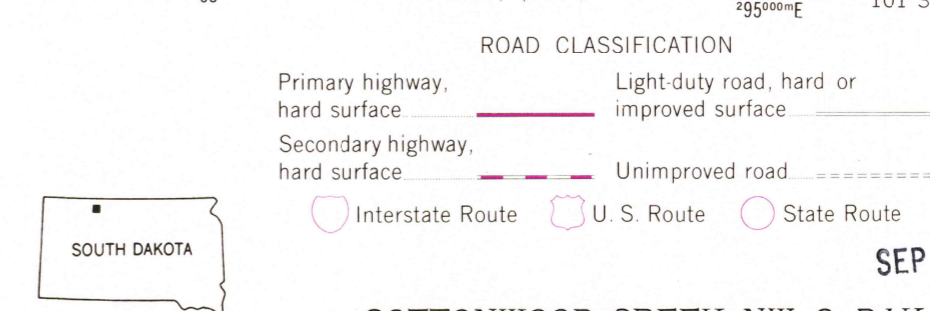 ²95⁰⁰⁰ᵐE
ROAD CLASSIFICATION
Primary highway, hard surface
Light-duty road, hard or improved surface
Secondary highway, hard surface
Unimproved road
Interstate Route
U. S. Route
State Route
SOUTH DAKOTA
SEP